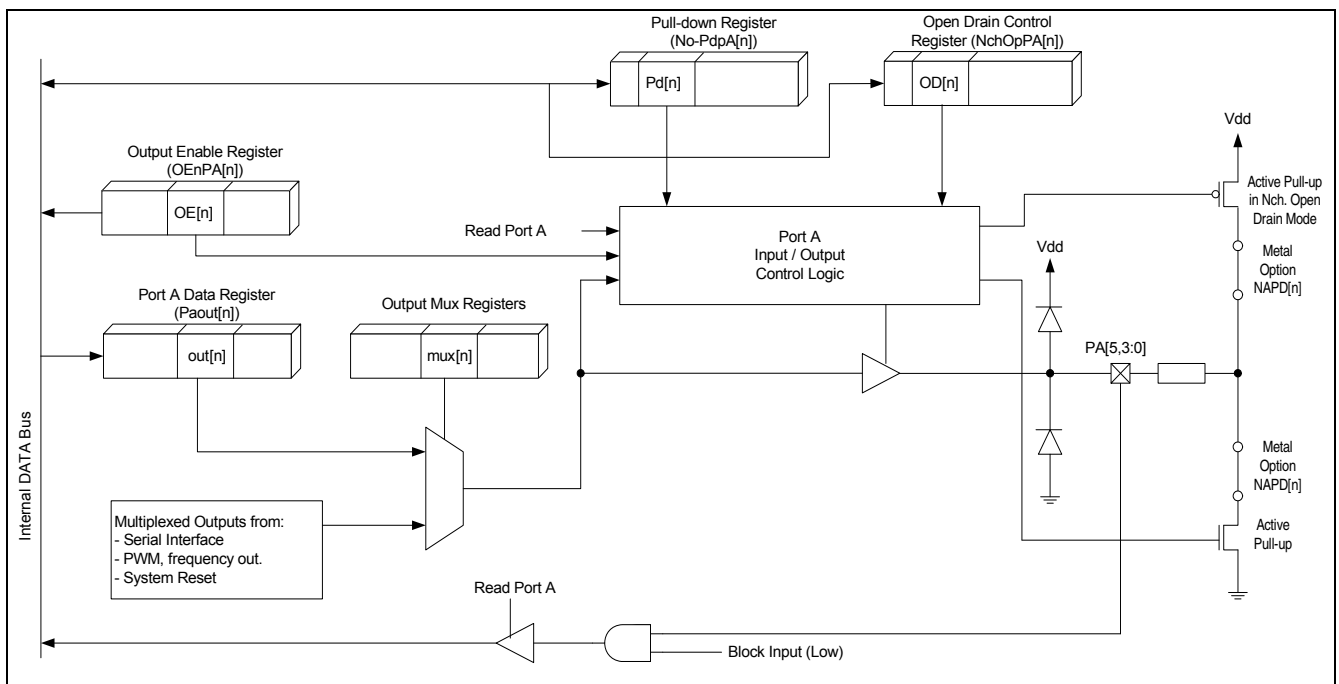 Pull-down Register
(No-PdpA[n])
Open Drain Control
Register (NchOpPA[n])
Pd[n]
OD[n]
Vdd
Output Enable Register
(OEnPA[n])
Active Pull-up
in Nch. Open
Drain Mode
OE[n]
Read Port A
Port A
Input / Output
Control Logic
Vdd
Metal
Option
NAPD[n]
Port A Data Register
(Paout[n])
Output Mux Registers
out[n]
mux[n]
PA[5,3:0]
Internal DATA Bus
Metal
Option
NAPD[n]
Multiplexed Outputs from:
- Serial Interface
- PWM, frequency out.
- System Reset
Active
Pull-up
Read Port A
Block Input (Low)